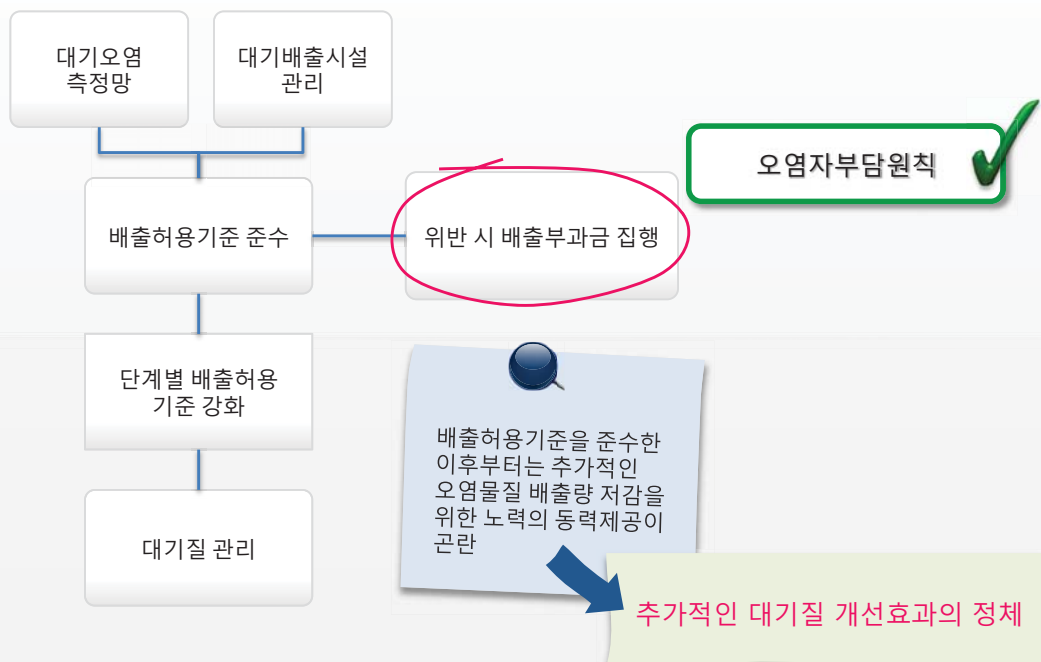 대기오염
측정망
대기배출시설
관리
오염자부담원칙
배출허용기준 준수
위반 시 배출부과금 집행
단계별 배출허용
기준 강화
배출허용기준을 준수한
이후부터는 추가적인
오염물질 배출량 저감을
위한 노력의 동력제공이
곤란
대기질 관리
추가적인 대기질 개선효과의 정체